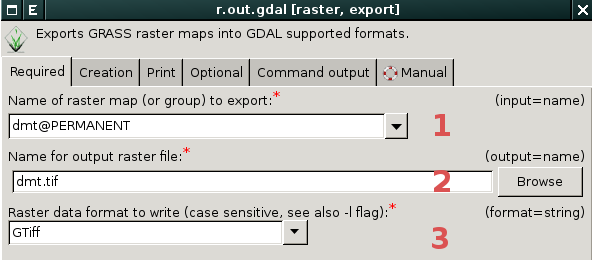 r.out.gdal [raster, export]
Exports GRASS raster maps into GDAL supported formats.
Required Creation Print Optional Command output Manual
Name of raster map (or group) to export:* (input=name)
dmt@PERMANENT 1
Name for output raster file:* (output=name)
dmt.tif 2 Browse
Raster data format to write (case sensitive, see also -l flag):* (format=string)
GTiff 3